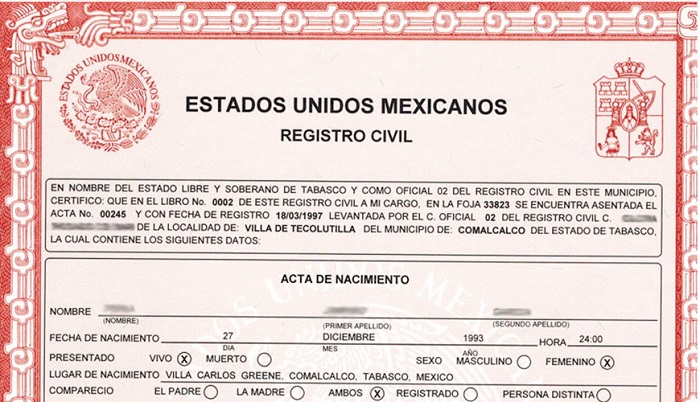 ESTADOS UNIDOS MEXICANOS
ESTADOS UNIDOS MEXICANOS
REGISTRO CIVIL
EN NOMBRE DEL ESTADO LIBRE Y SOBERANO DE TABASCO Y COMO OFICIAL 02 DEL REGISTRO CIVIL EN ESTE MUNICIPIO,
CERTIFICO: QUE EN EL LIBRO No. 0002 DE ESTE REGISTRO CIVIL A MI CARGO, EN LA FOJA 33823 SE ENCUENTRA ASENTADA EL
ACTA No. 00245 Y CON FECHA DE REGISTRO 18/03/1997 LEVANTADA POR EL C. OFICIAL 02 DEL REGISTRO CIVIL C.
DE LA LOCALIDAD DE: VILLA DE TECOLUTILLA DEL MUNICIPIO DE: COMALCALCO DEL ESTADO DE TABASCO,
LA CUAL CONTIENE LOS SIGUIENTES DATOS:
ACTA DE NACIMIENTO
NOMBRE
(NOMBRE) (PRIMER APELLIDO) (SEGUNDO APELLIDO)
FECHA DE NACIMIENTO 27 DICIEMBRE 1993 HORA 24:00
DIA MES AÑO
PRESENTADO VIVO X MUERTO SEXO MASCULINO FEMENINO X
LUGAR DE NACIMIENTO VILLA CARLOS GREENE, COMALCALCO, TABASCO, MEXICO
COMPARECIO EL PADRE LA MADRE AMBOS X REGISTRADO PERSONA DISTINTA